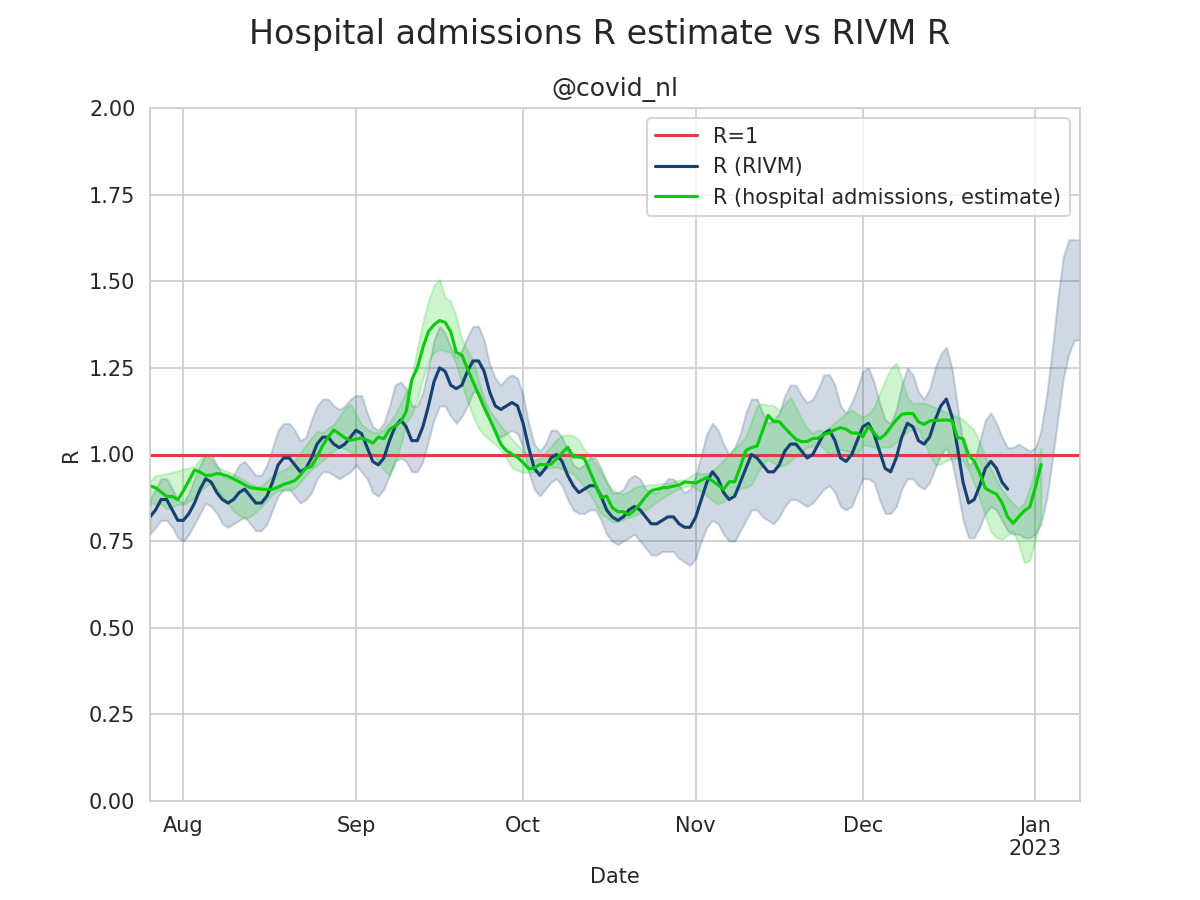 Hospital admissions R estimate vs RIVM R
@covid_nl
R=1
R (RIVM)
R (hospital admissions, estimate)
2.00
1.75
1.50
1.25
1.00
0.75
0.50
0.25
0.00
R
Aug
Sep
Oct
Nov
Dec
Jan
2023
Date